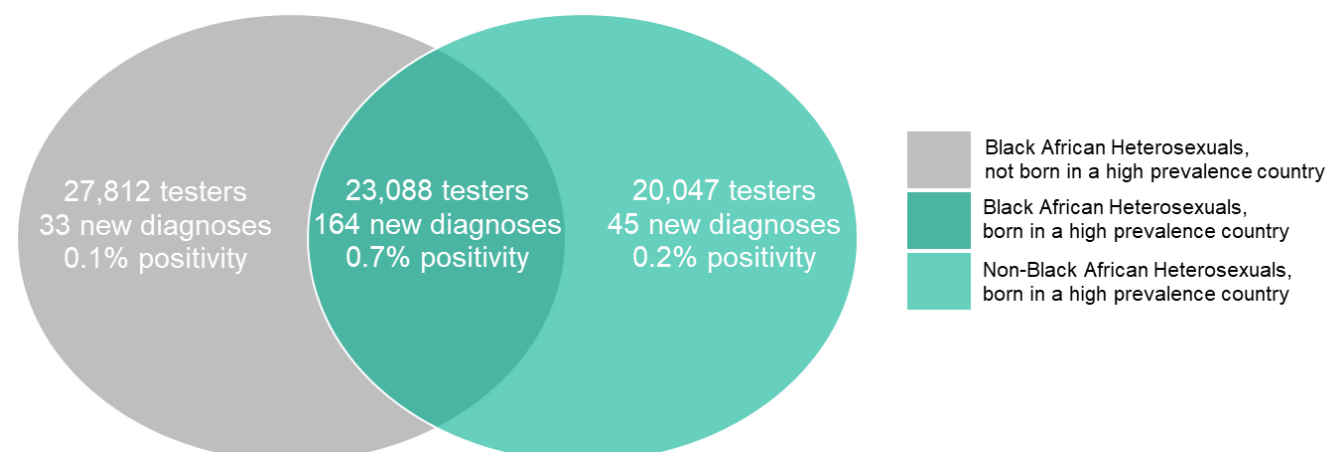 27,812 testers
33 new diagnoses
0.1% positivity
23,088 testers
164 new diagnoses
0.7% positivity
20,047 testers
45 new diagnoses
0.2% positivity
Black African Heterosexuals,
not born in a high prevalence country
Black African Heterosexuals,
born in a high prevalence country
Non-Black African Heterosexuals,
born in a high prevalence country